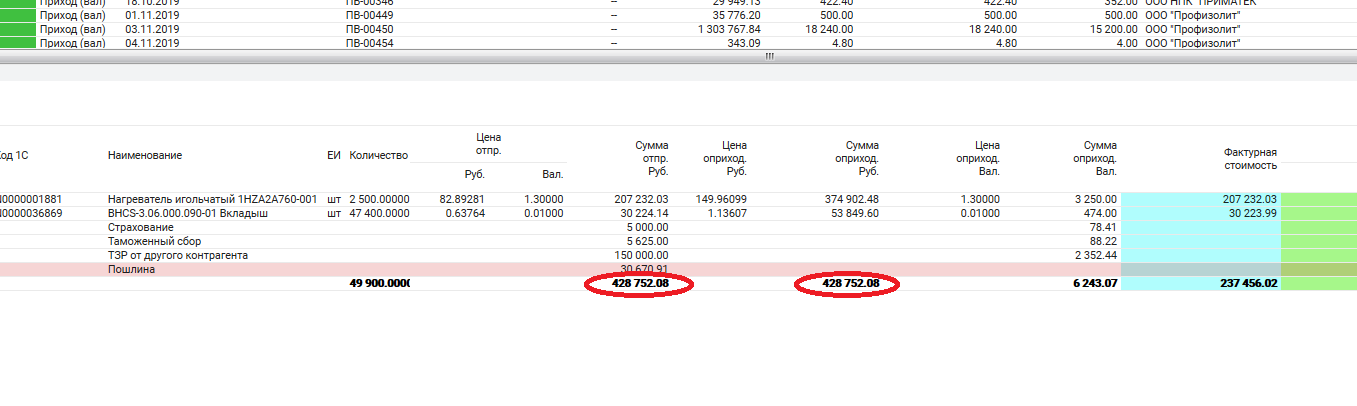 Приход (вал) 18.10.2019 ПВ-00346 -- 29 949.13 422.40 422.40 352.00 ООО НПК "ПРИМАТЕК"
Приход (вал) 01.11.2019 ПВ-00449 -- 35 776.20 500.00 500.00 500.00 ООО "Профизолит"
Приход (вал) 03.11.2019 ПВ-00450 -- 1 303 767.84 18 240.00 18 240.00 15 200.00 ООО "Профизолит"
Приход (вал) 04.11.2019 ПВ-00454 -- 343.09 4.80 4.80 4.00 ООО "Профизолит"
Код 1С Наименование ЕИ Количество Цена отпр. Руб. Вал. Сумма отпр. Руб. Цена оприход. Руб. Сумма оприход. Руб. Цена оприход. Вал. Сумма оприход. Вал. Фактурная стоимость
N0000001881 Нагреватель игольчатый 1HZA2A760-001 шт 2 500.00000 82.89281 1.30000 207 232.03 149.96099 374 902.48 1.30000 3 250.00 207 232.03
N0000036869 BHCS-3.06.000.090-01 Вкладыш шт 47 400.00000 0.63764 0.01000 30 224.14 1.13607 53 849.60 0.01000 474.00 30 223.99
Страхование 5 000.00 78.41
Таможенный сбор 5 625.00 88.22
ТЗР от другого контрагента 150 000.00 2 352.44
Пошлина 30 670.91
49 900.0000 428 752.08 428 752.08 6 243.07 237 456.02